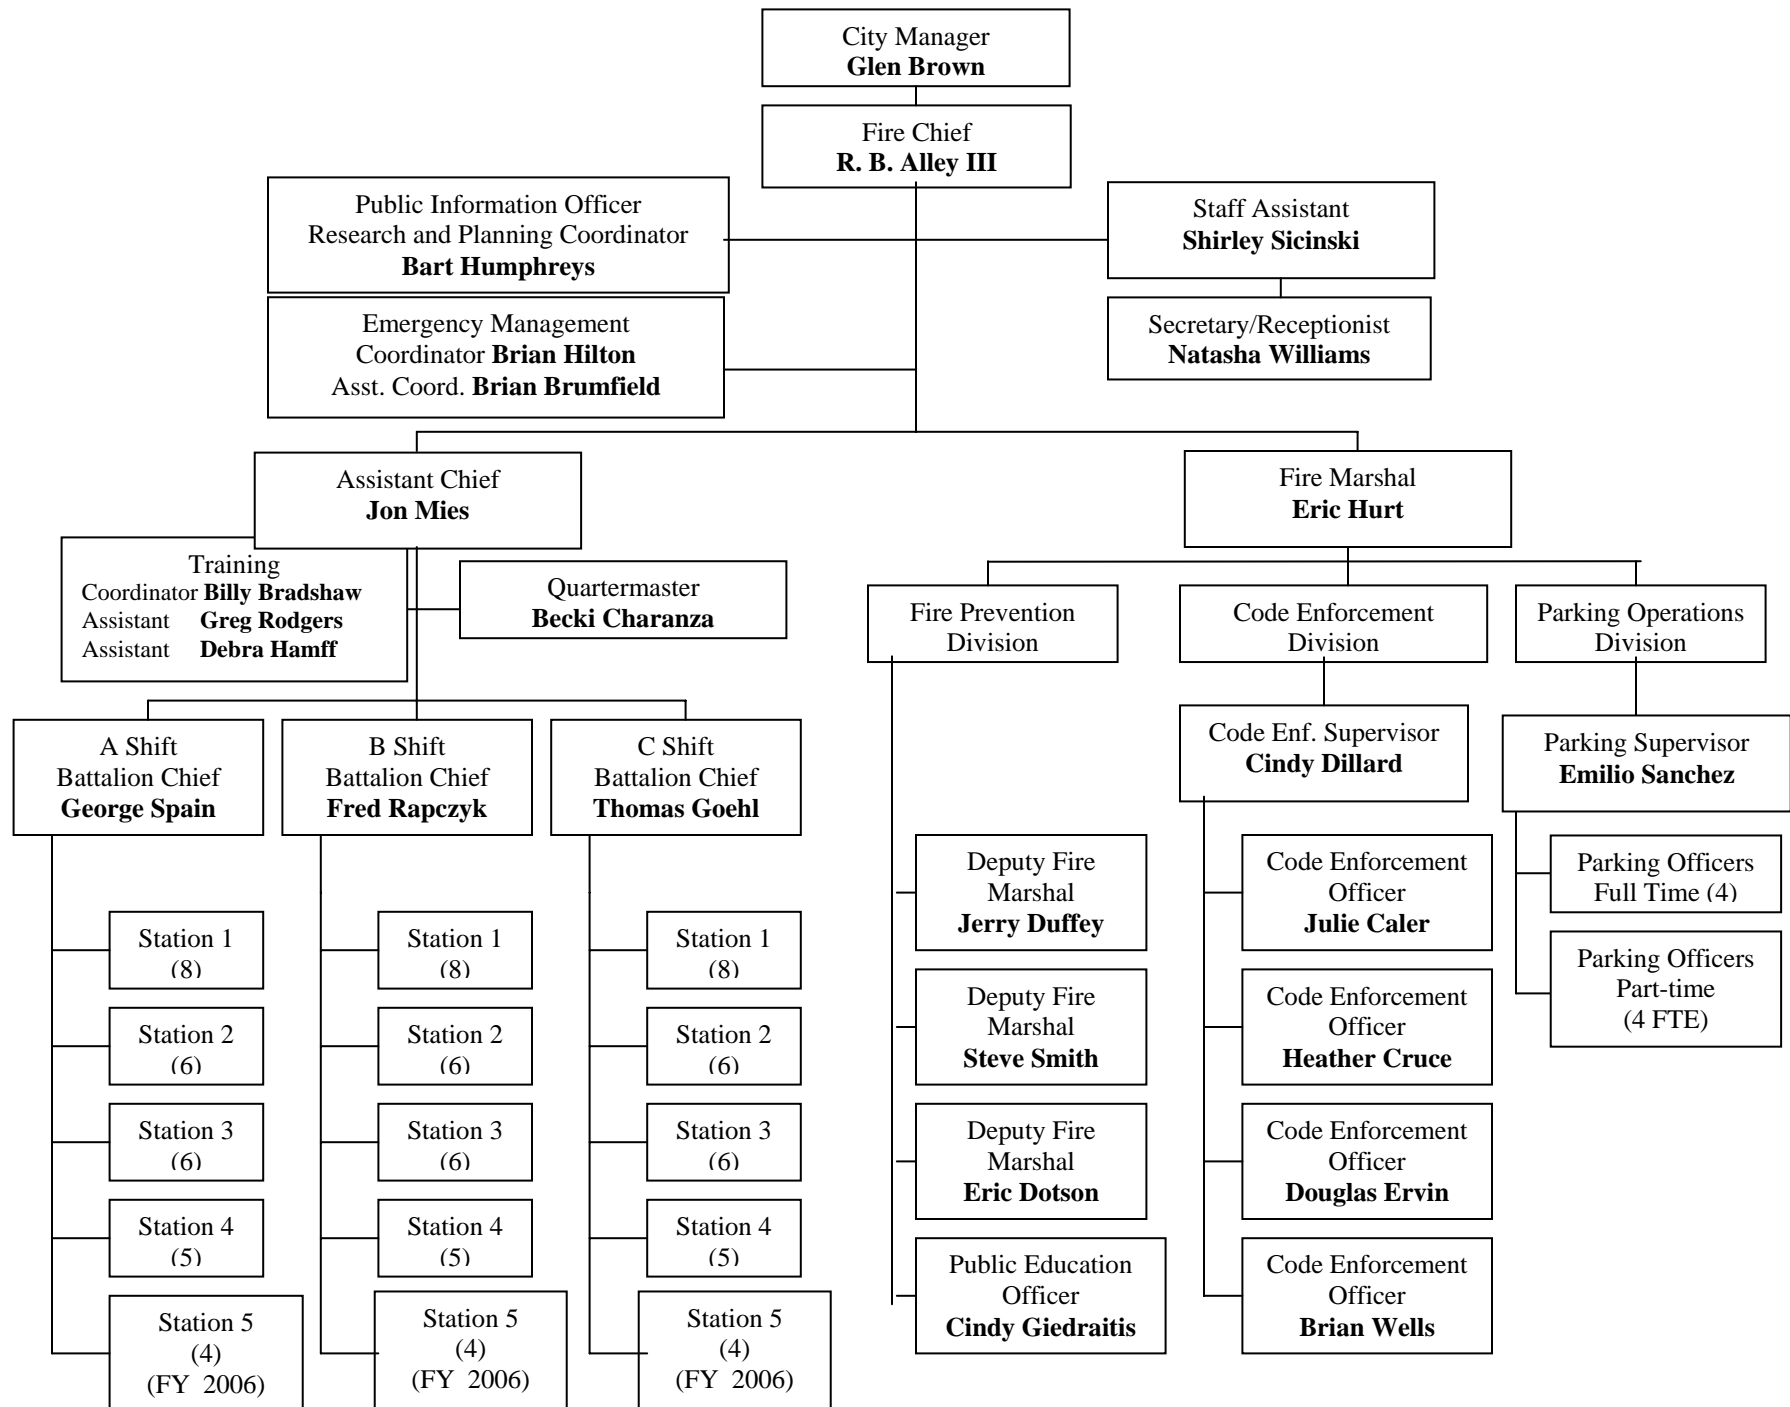 City Manager
Glen Brown
Fire Chief
R. B. Alley III
Public Information Officer
Research and Planning Coordinator
Bart Humphreys
Staff Assistant
Shirley Sicinski
Emergency Management
Coordinator Brian Hilton
Asst. Coord. Brian Brumfield
Secretary/Receptionist
Natasha Williams
Assistant Chief
Jon Mies
Fire Marshal
Eric Hurt
Training
Coordinator Billy Bradshaw
Assistant Greg Rodgers
Assistant Debra Hamff
Quartermaster
Becki Charanza
Fire Prevention
Division
Code Enforcement
Division
Parking Operations
Division
A Shift
Battalion Chief
George Spain
B Shift
Battalion Chief
Fred Rapczyk
C Shift
Battalion Chief
Thomas Goehl
Code Enf. Supervisor
Cindy Dillard
Parking Supervisor
Emilio Sanchez
Station 1
(8)
Station 2
(6)
Station 3
(6)
Station 4
(5)
Station 5
(4)
(FY 2006)
Station 1
(8)
Station 2
(6)
Station 3
(6)
Station 4
(5)
Station 5
(4)
(FY 2006)
Station 1
(8)
Station 2
(6)
Station 3
(6)
Station 4
(5)
Station 5
(4)
(FY 2006)
Deputy Fire
Marshal
Jerry Duffey
Deputy Fire
Marshal
Steve Smith
Deputy Fire
Marshal
Eric Dotson
Public Education
Officer
Cindy Giedraitis
Code Enforcement
Officer
Julie Caler
Code Enforcement
Officer
Heather Cruce
Code Enforcement
Officer
Douglas Ervin
Code Enforcement
Officer
Brian Wells
Parking Officers
Full Time (4)
Parking Officers
Part-time
(4 FTE)